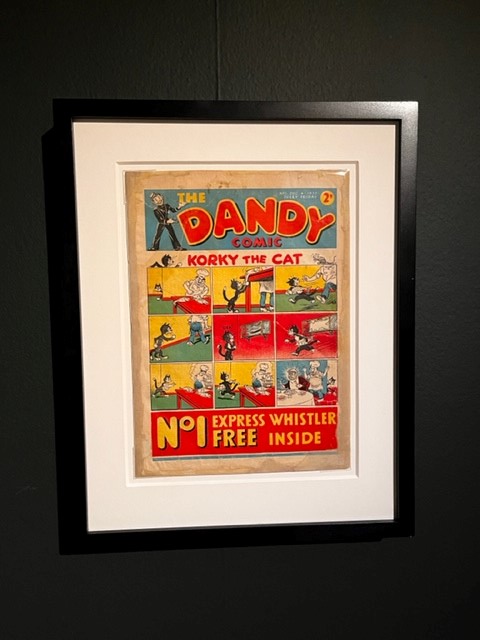 THE
DANDY
COMIC
2ᴰ
KORKY THE CAT
Nº1 EXPRESS WHISTLER
FREE INSIDE